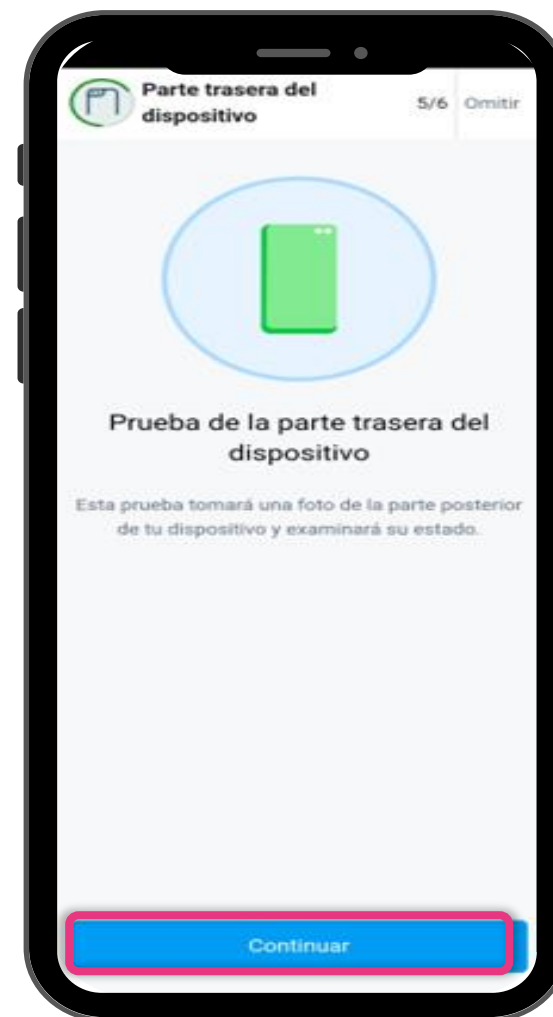 Parte trasera del
dispositivo
5/6 Omitir
Prueba de la parte trasera del
dispositivo
Esta prueba tomará una foto de la parte posterior
de tu dispositivo y examinará su estado.
Continuar